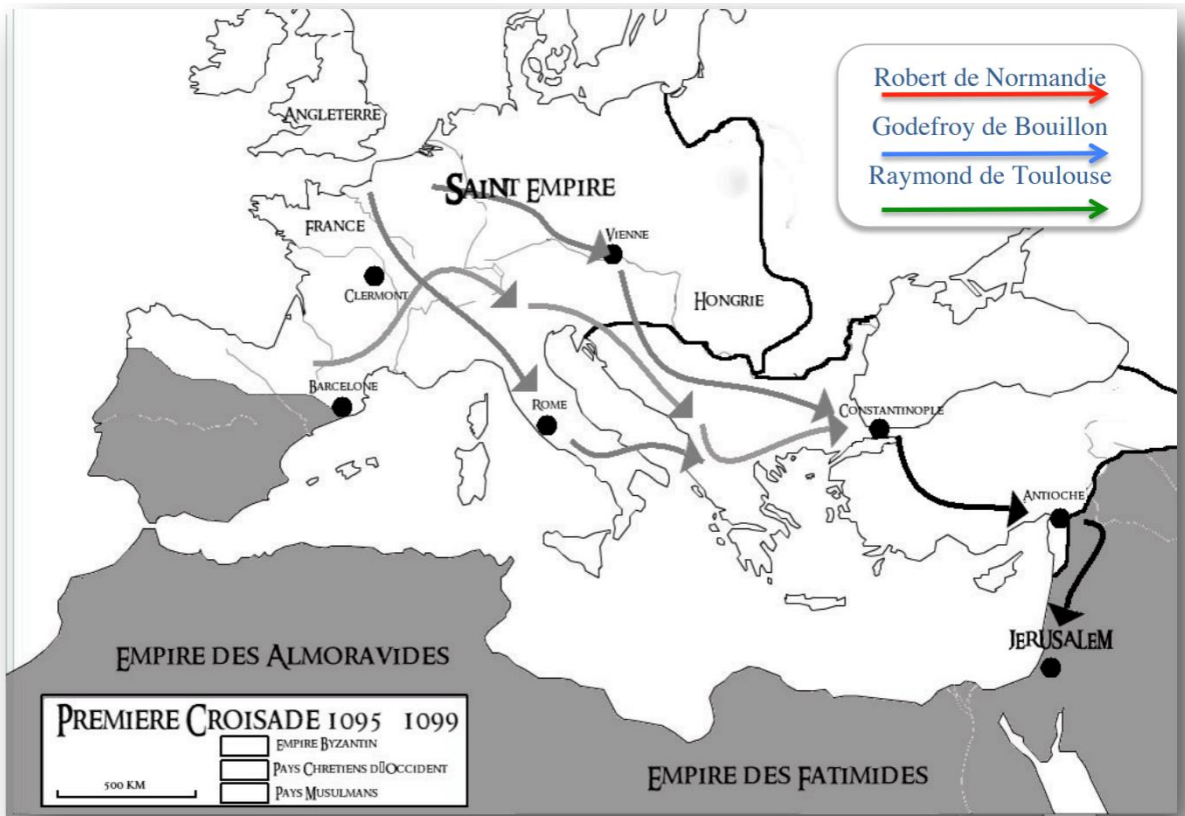 Robert de Normandie
Godefroy de Bouillon
Raymond de Toulouse
ANGLETERRE
SAINT EMPIRE
FRANCE
VIENNE
CLERMONT
HONGRIE
BARCELONE
ROME
CONSTANTINOPLE
ANTIOCHE
JERUSALEM
EMPIRE DES ALMORAVIDES
PREMIERE CROISADE 1095 1099
EMPIRE BYZANTIN
PAYS CHRETIENS D▯OCCIDENT
500 KM
PAYS MUSULMANS
EMPIRE DES FATIMIDES